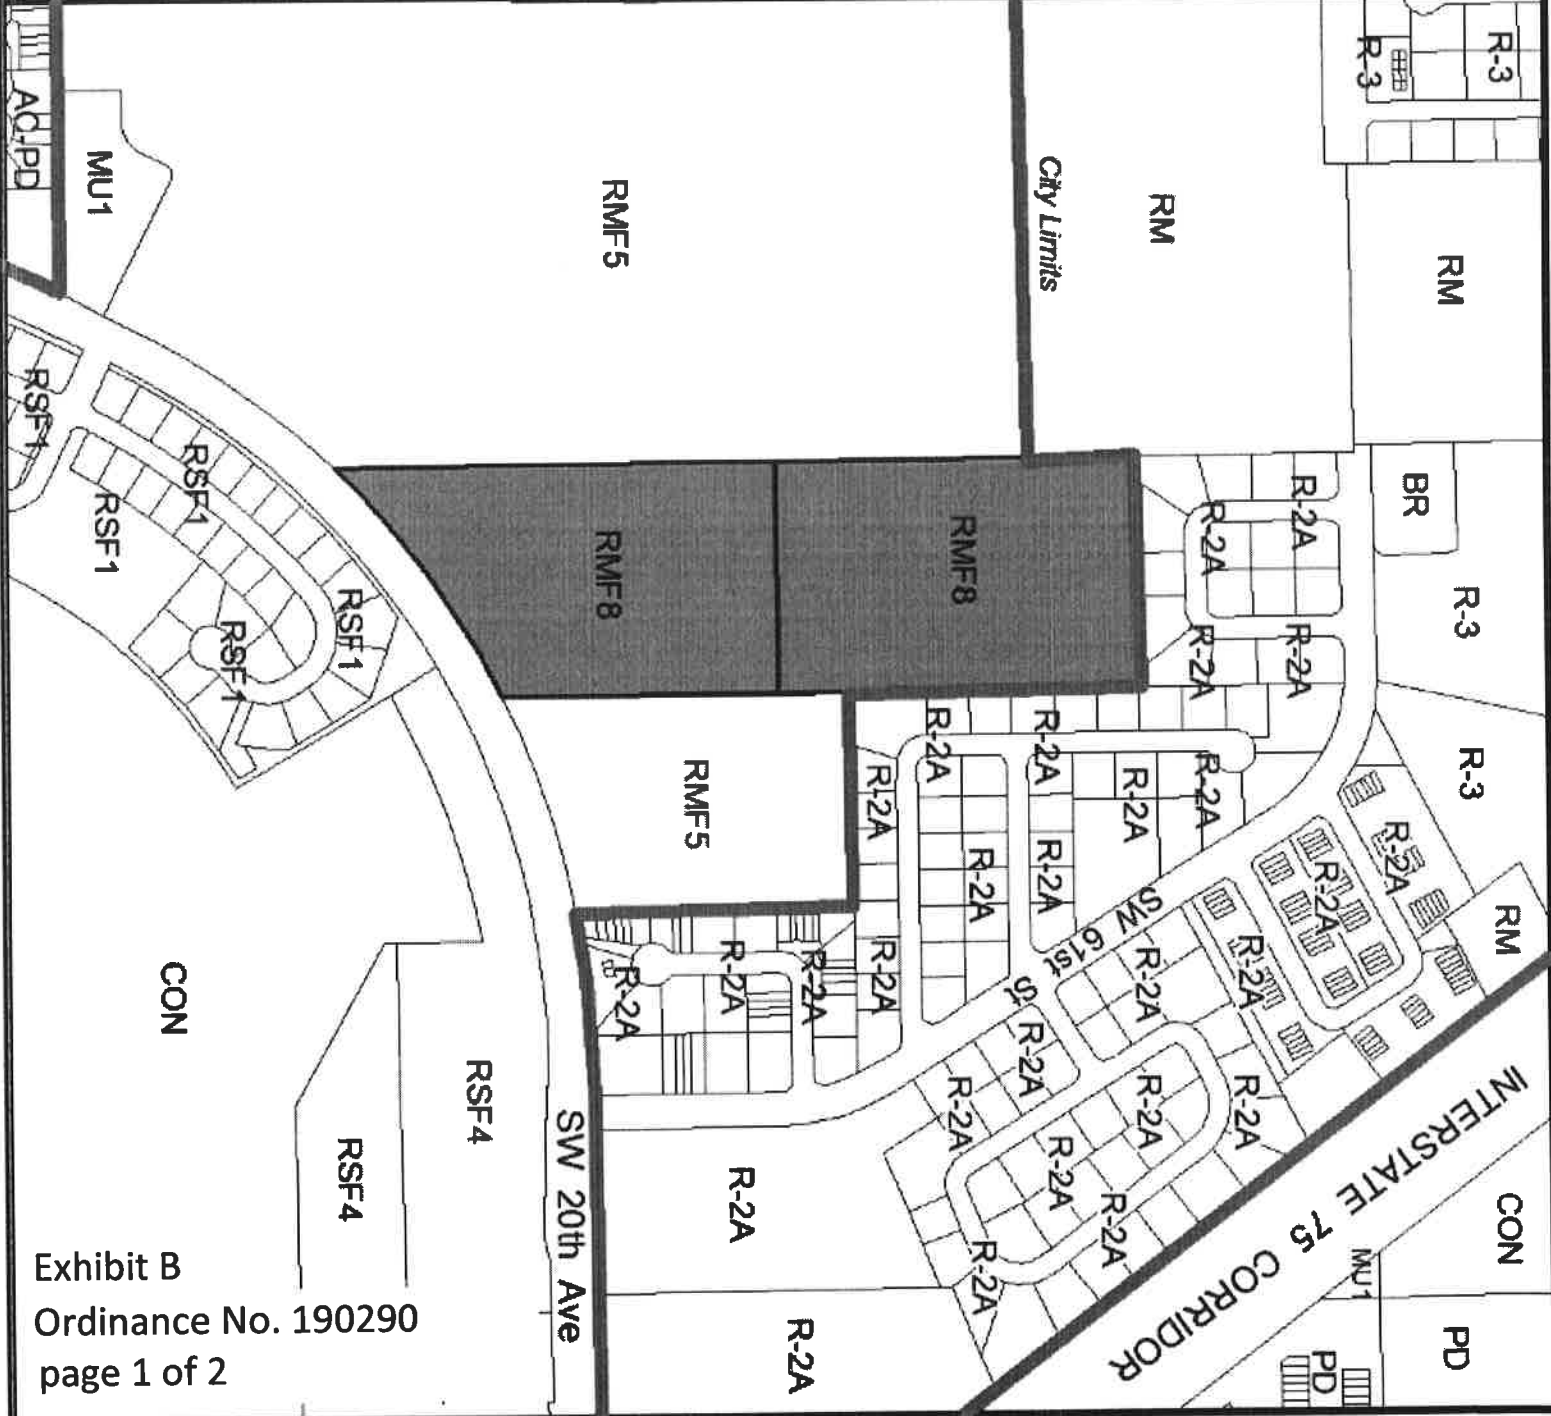 R-3
R-3
AC-PD
MU1
RMF5
City Limits
RM
RM
RSF1
RSF1
RSF1
RSF1
RSF1
RMF8
RMF8
R-2A
R-2A
R-2A
R-2A
BR
R-3
R-3
RMF5
R-2A
R-2A
R-2A
R-2A
R-2A
R-2A
R-2A
R-2A
R-2A
R-2A
R-2A
R-2A
SW 61st St
R-2A
R-2A
RM
R-2A
R-2A
R-2A
R-2A
R-2A
R-2A
R-2A
R-2A
R-2A
CON
RSF4
RSF4
SW 20th Ave
R-2A
R-2A
INTERSTATE 75 CORRIDOR
CON
MU1
PD
PD
Exhibit B
Ordinance No. 190290
page 1 of 2